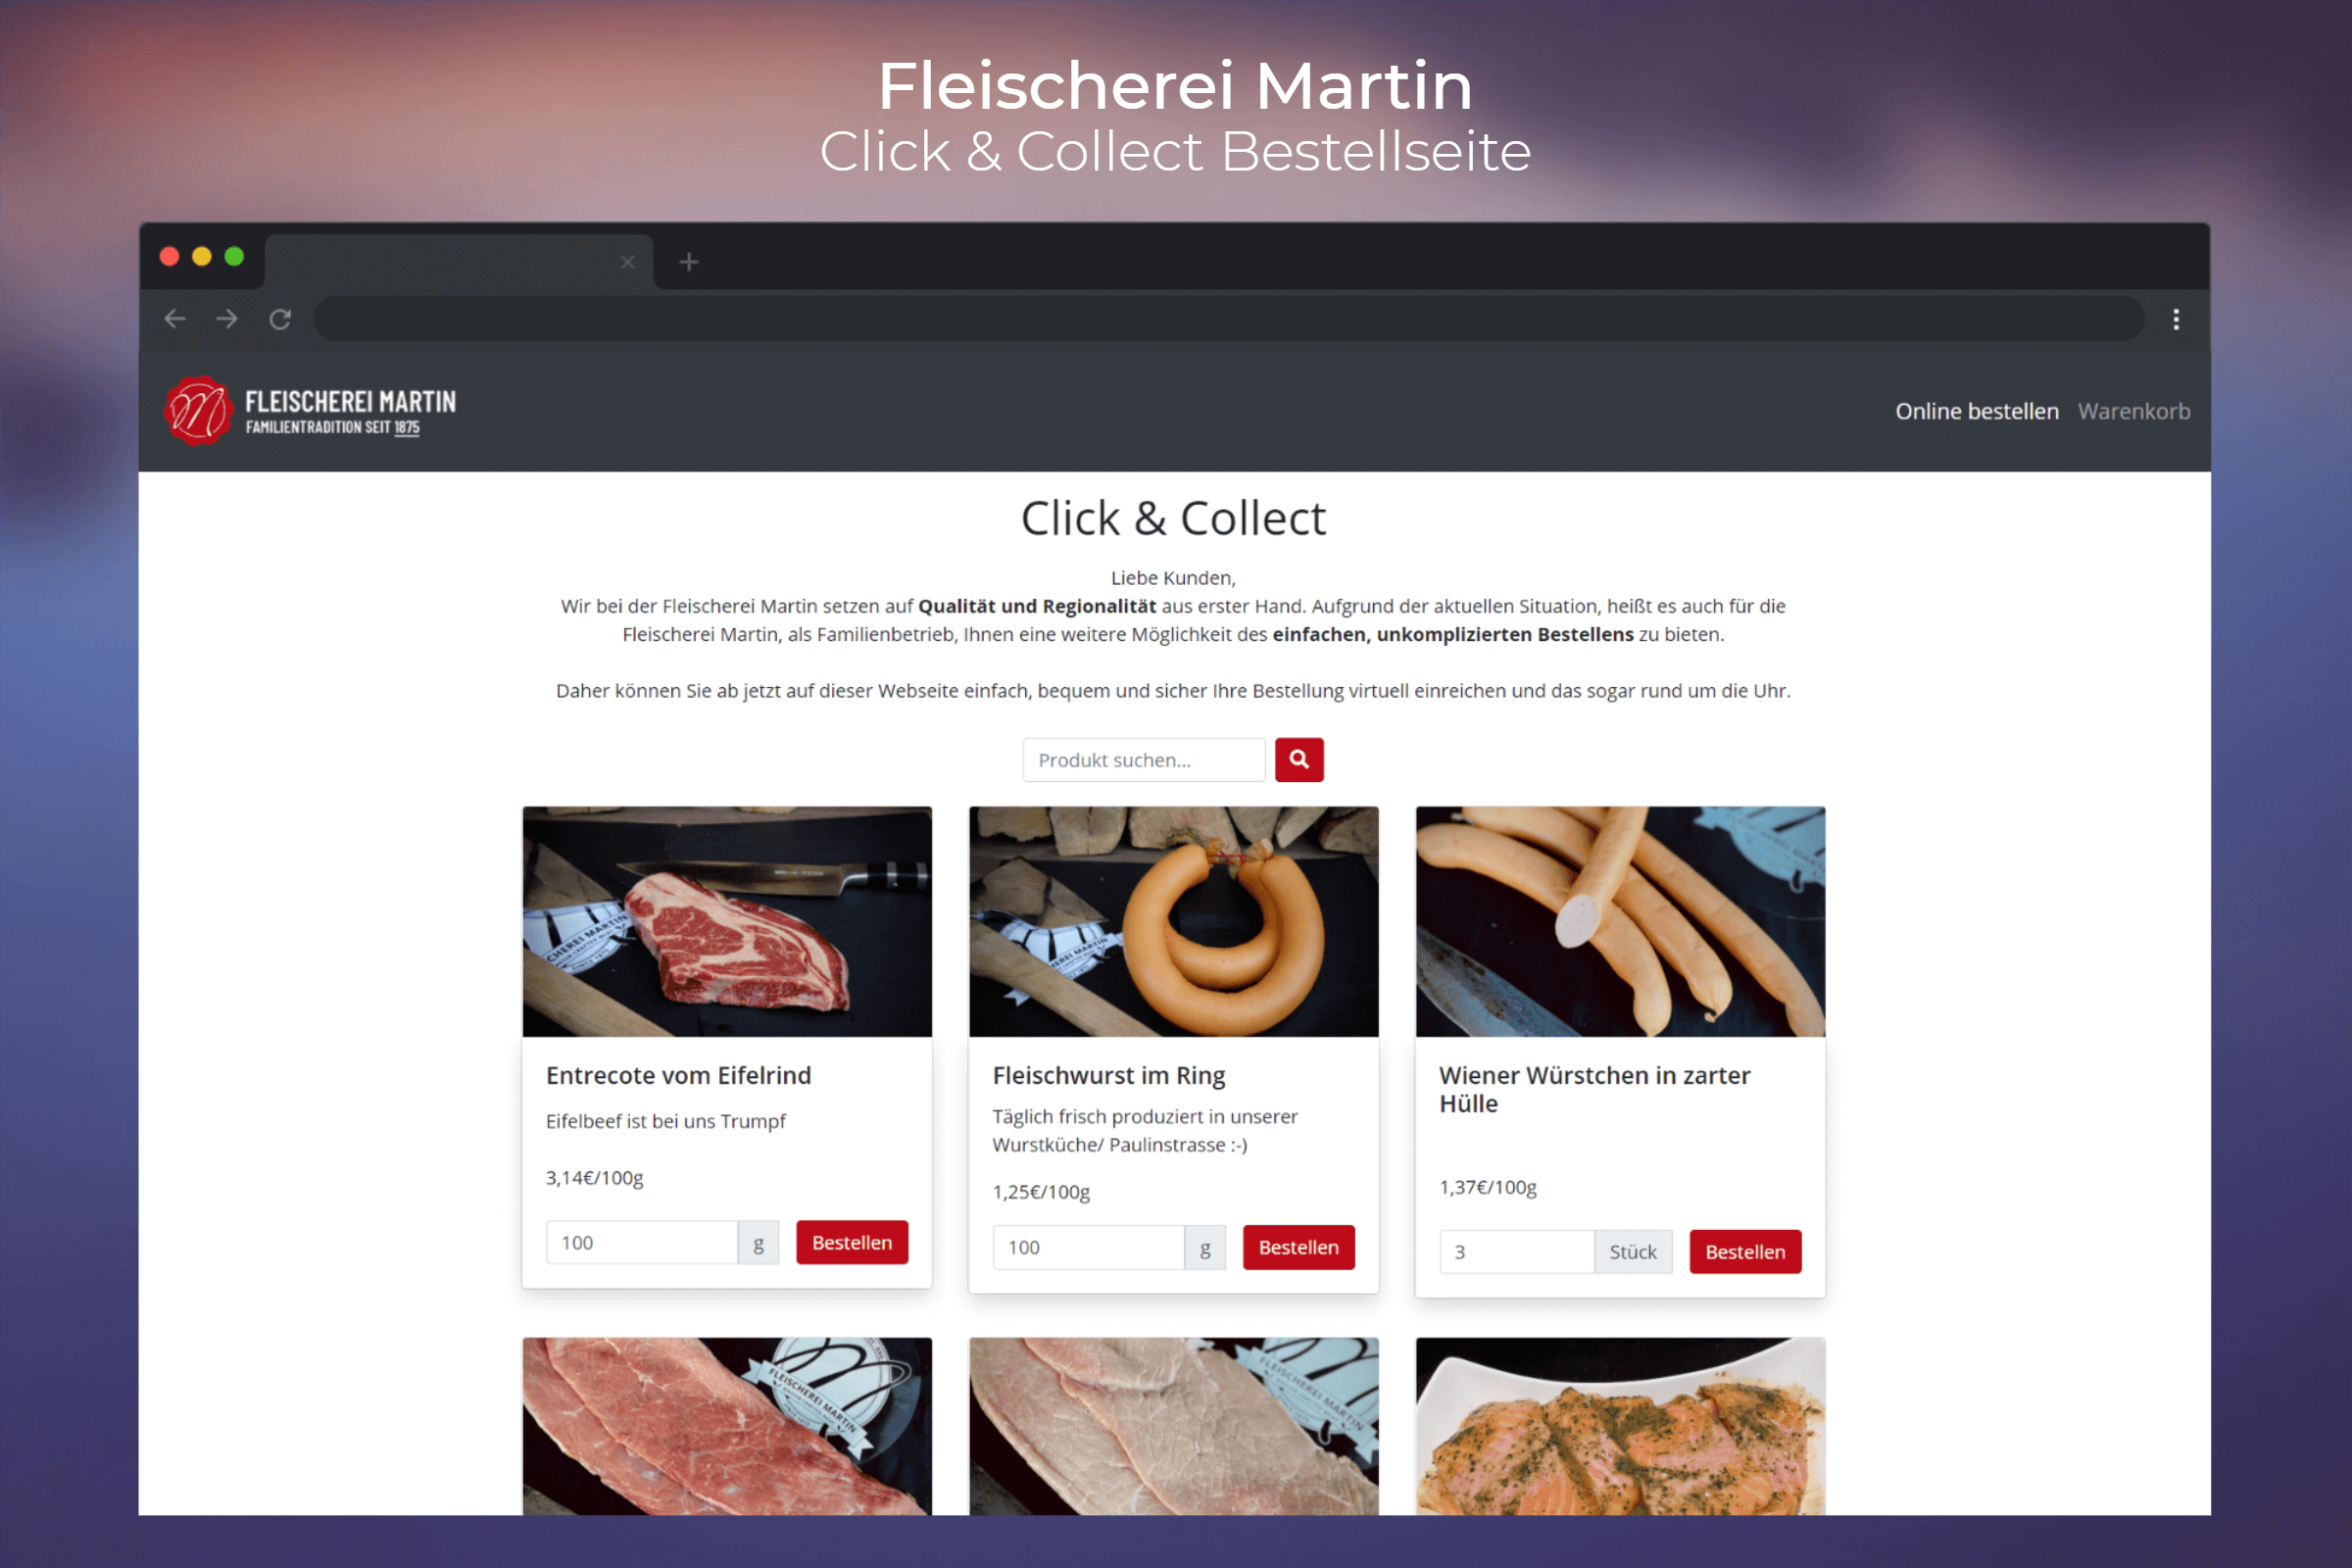 Fleischerei Martin
Click & Collect Bestellseite
FLEISCHEREI MARTIN
FAMILIENTRADITION SEIT 1875
Online bestellen Warenkorb
Click & Collect
Liebe Kunden,
Wir bei der Fleischerei Martin setzen auf Qualität und Regionalität aus erster Hand. Aufgrund der aktuellen Situation, heißt es auch für die
Fleischerei Martin, als Familienbetrieb, Ihnen eine weitere Möglichkeit des einfachen, unkomplizierten Bestellens zu bieten.
Daher können Sie ab jetzt auf dieser Webseite einfach, bequem und sicher Ihre Bestellung virtuell einreichen und das sogar rund um die Uhr.
Produkt suchen...
Entrecote vom Eifelrind
Eifelbeef ist bei uns Trumpf
3,14€/100g
100 g Bestellen
Fleischwurst im Ring
Täglich frisch produziert in unserer
Wurstküche/ Paulinstrasse :-)
1,25€/100g
100 g Bestellen
Wiener Würstchen in zarter
Hülle
1,37€/100g
3 Stück Bestellen
FLEISCHEREI MARTIN
FLEISCHEREI MARTIN